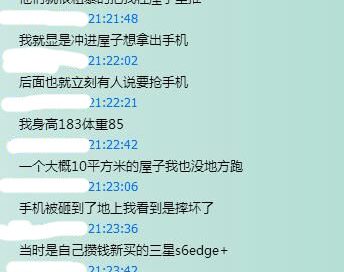 21:21:48
我就显是冲进屋子想拿出手机
21:22:02
后面也就立刻有人说要抢手机
21:22:21
我身高183体重85
21:22:42
一个大概10平方米的屋子我也没地方跑
21:23:06
手机被砸到了地上我看到是摔坏了
21:23:36
当时是自己攒钱新买的三星s6edge+
21:23:42